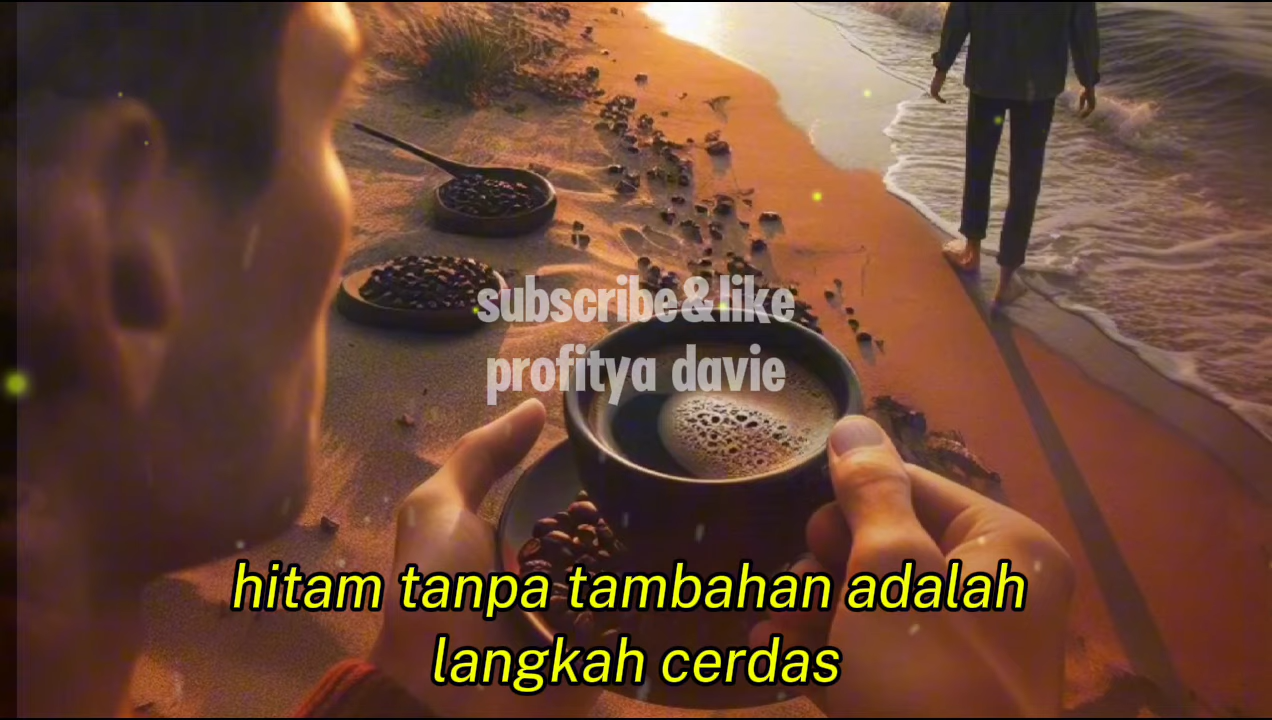 subscribe&like
profitya davie
hitam tanpa tambahan adalah
langkah cerdas